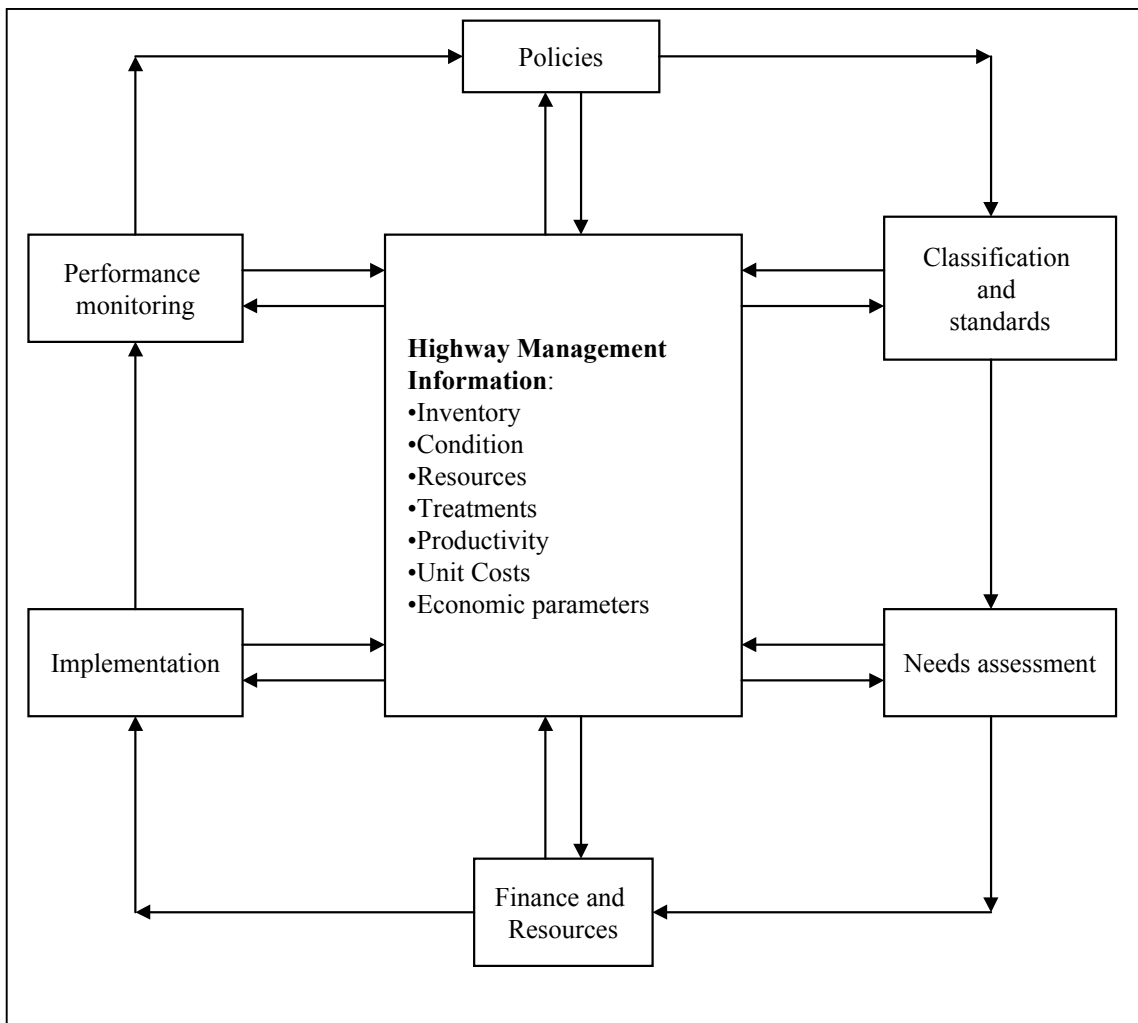 Policies
Performance
monitoring
Classification
and
standards
Highway Management
Information:
•Inventory
•Condition
•Resources
•Treatments
•Productivity
•Unit Costs
•Economic parameters
Implementation
Needs assessment
Finance and
Resources